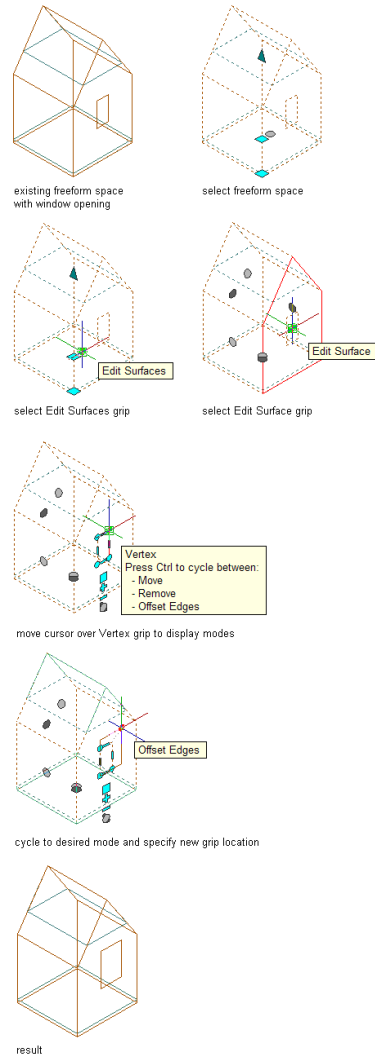 existing freeform space
with window opening
select freeform space
Edit Surfaces
Edit Surface
select Edit Surfaces grip
select Edit Surface grip
Vertex
Press Ctrl to cycle between:
- Move
- Remove
- Offset Edges
move cursor over Vertex grip to display modes
Offset Edges
cycle to desired mode and specify new grip location
result